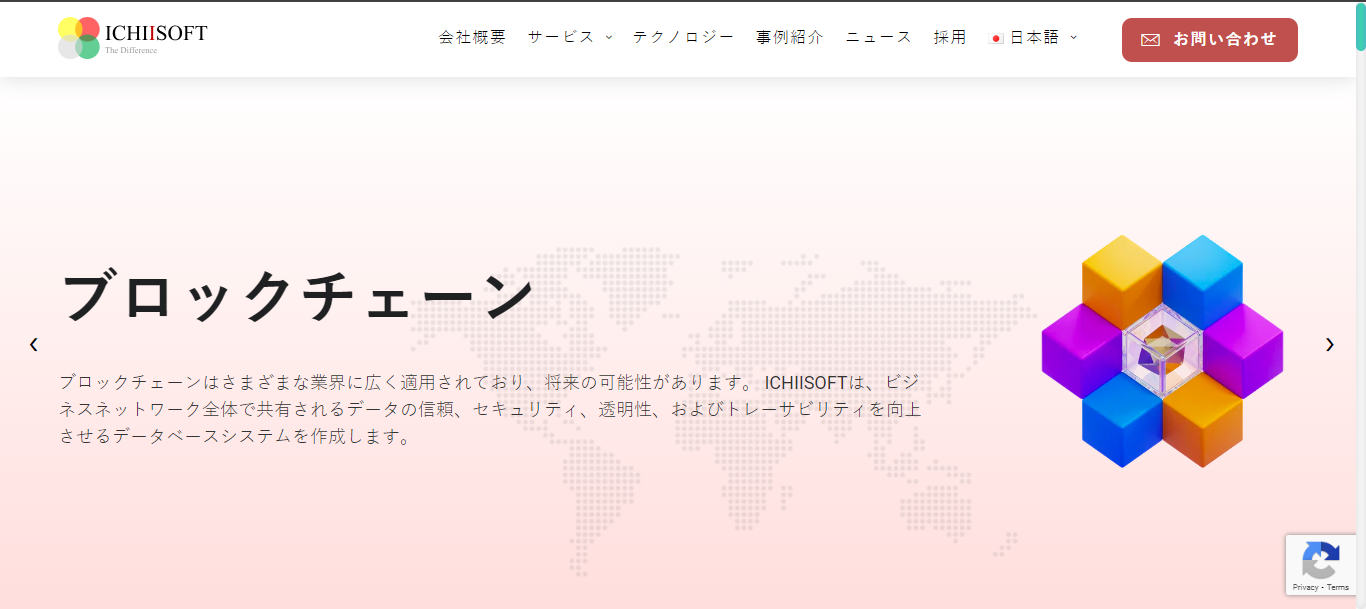 ICHIISOFT
The Difference
会社概要 サービス テクノロジー 事例紹介 ニュース 採用 日本語 お問い合わせ
ブロックチェーン
ブロックチェーンはさまざまな業界に広く適用されており、将来の可能性があります。 ICHIISOFTは、ビジ
ネスネットワーク全体で共有されるデータの信頼、セキュリティ、透明性、およびトレーサビリティを向上
させるデータベースシステムを作成します。
Privacy - Terms